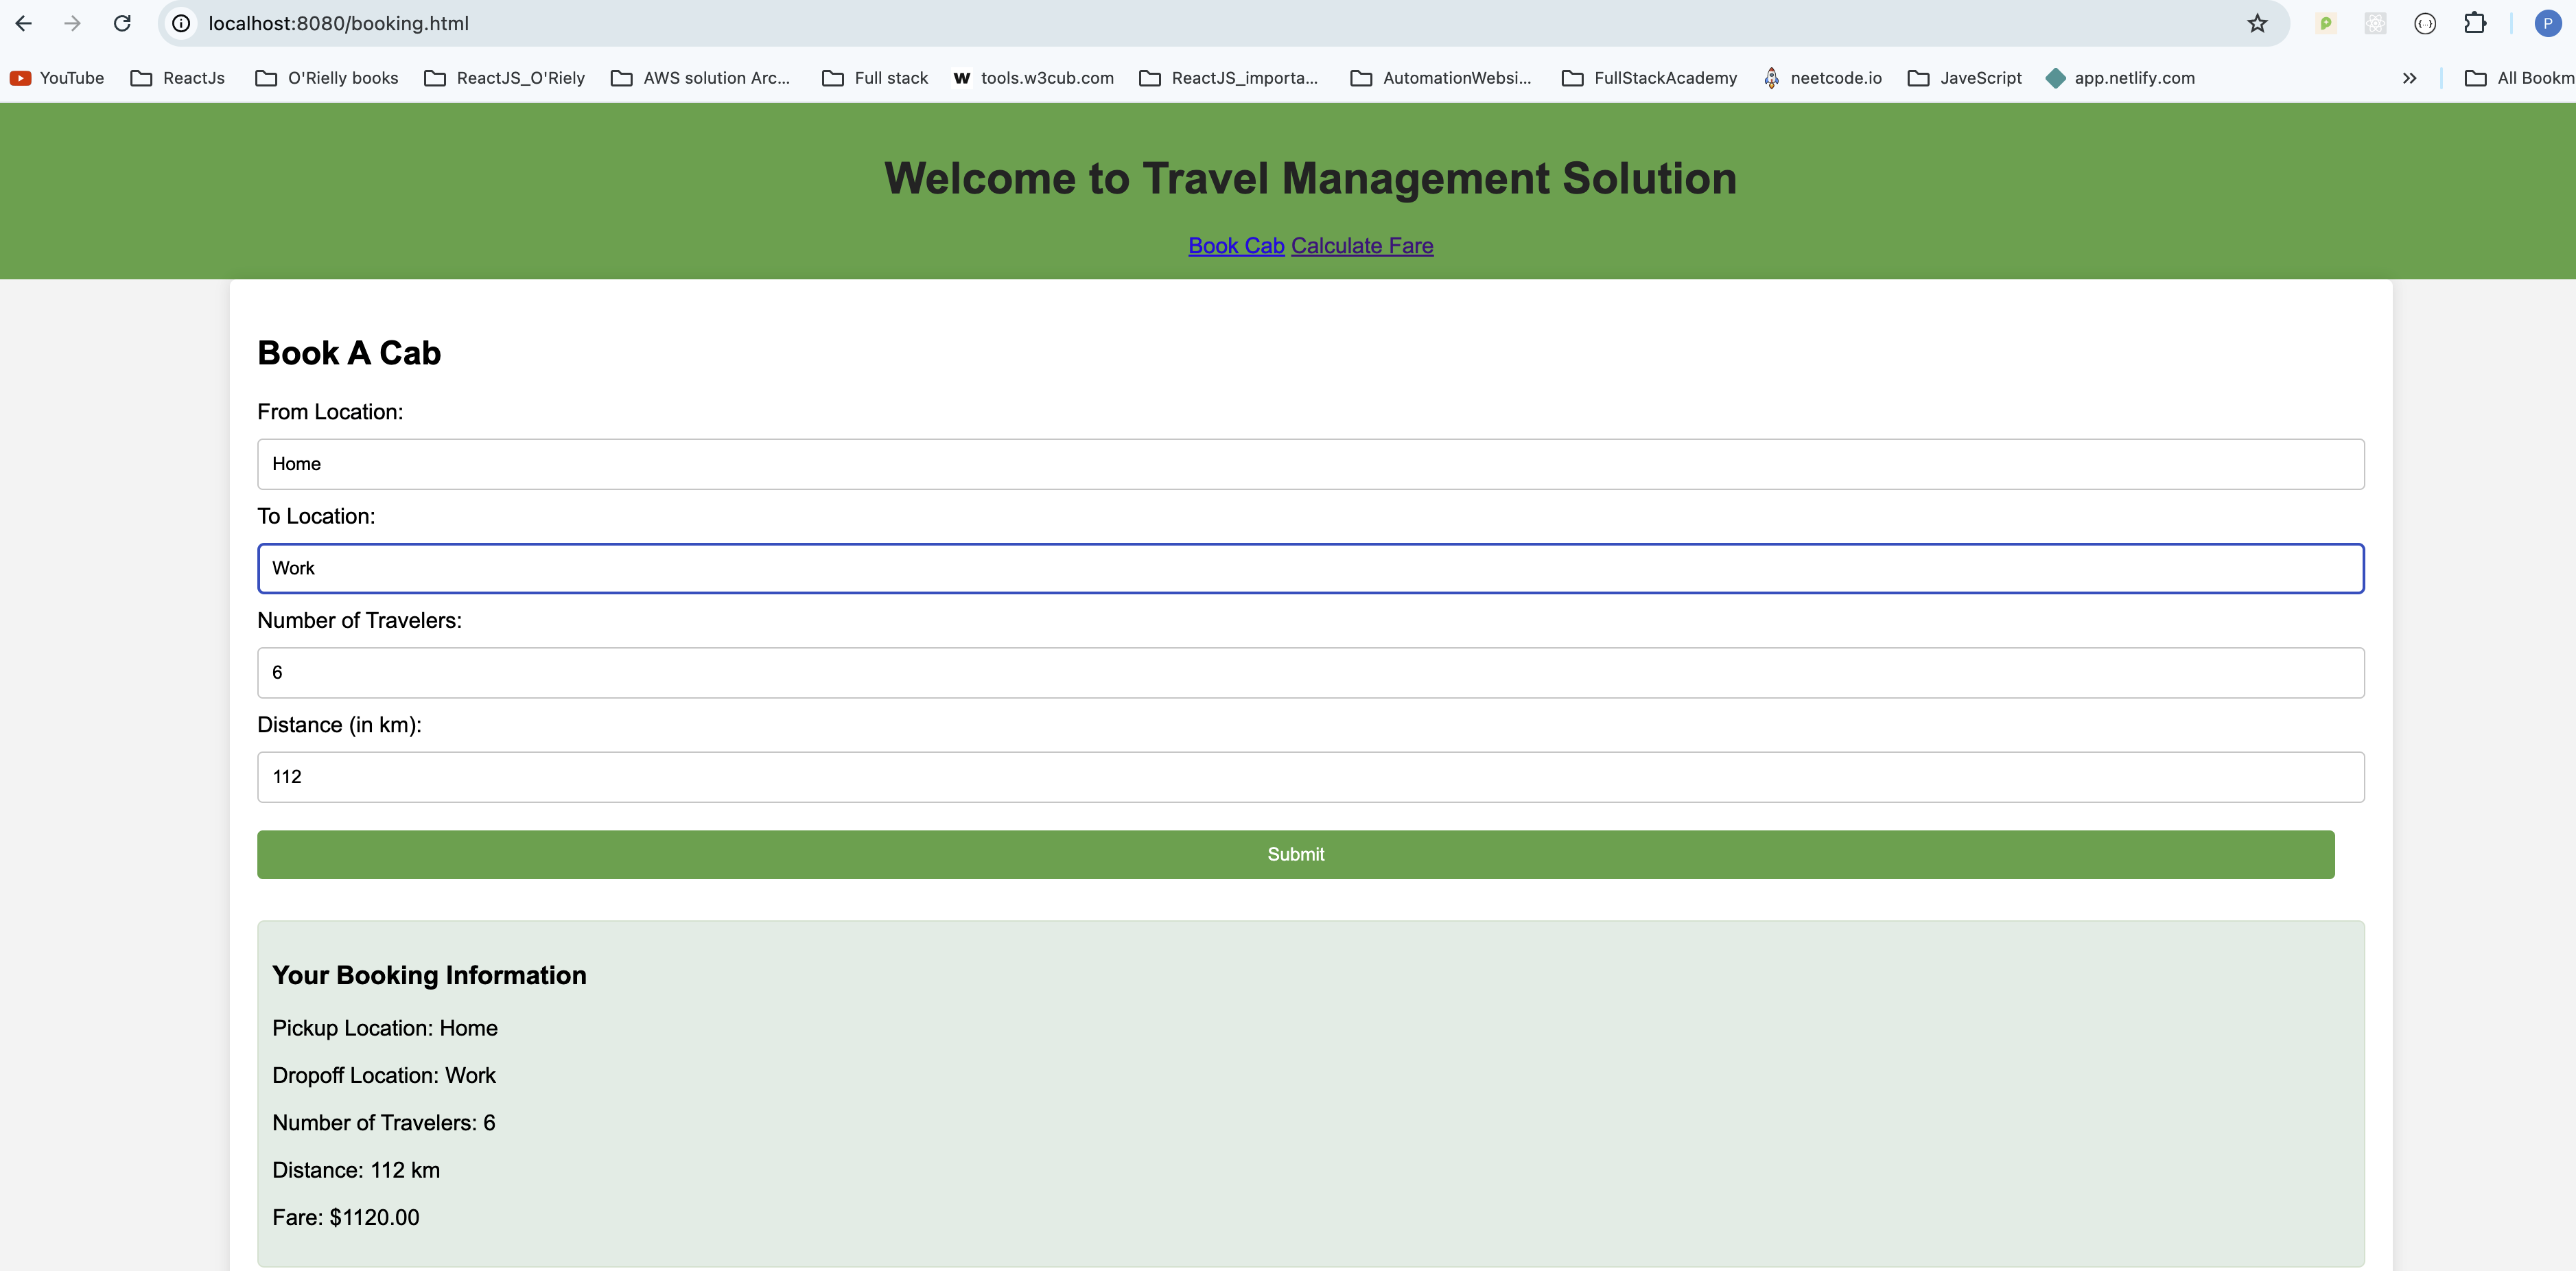 localhost:8080/booking.html
P
YouTube ReactJs O'Rielly books ReactJS_O'Riely AWS solution Arc... Full stack W tools.w3cub.com ReactJS_importa... AutomationWebsi... FullStackAcademy neetcode.io JaveScript app.netlify.com » All Bookm
Welcome to Travel Management Solution
Book Cab Calculate Fare
Book A Cab
From Location:
Home
To Location:
Work
Number of Travelers:
6
Distance (in km):
112
Submit
Your Booking Information
Pickup Location: Home
Dropoff Location: Work
Number of Travelers: 6
Distance: 112 km
Fare: $1120.00